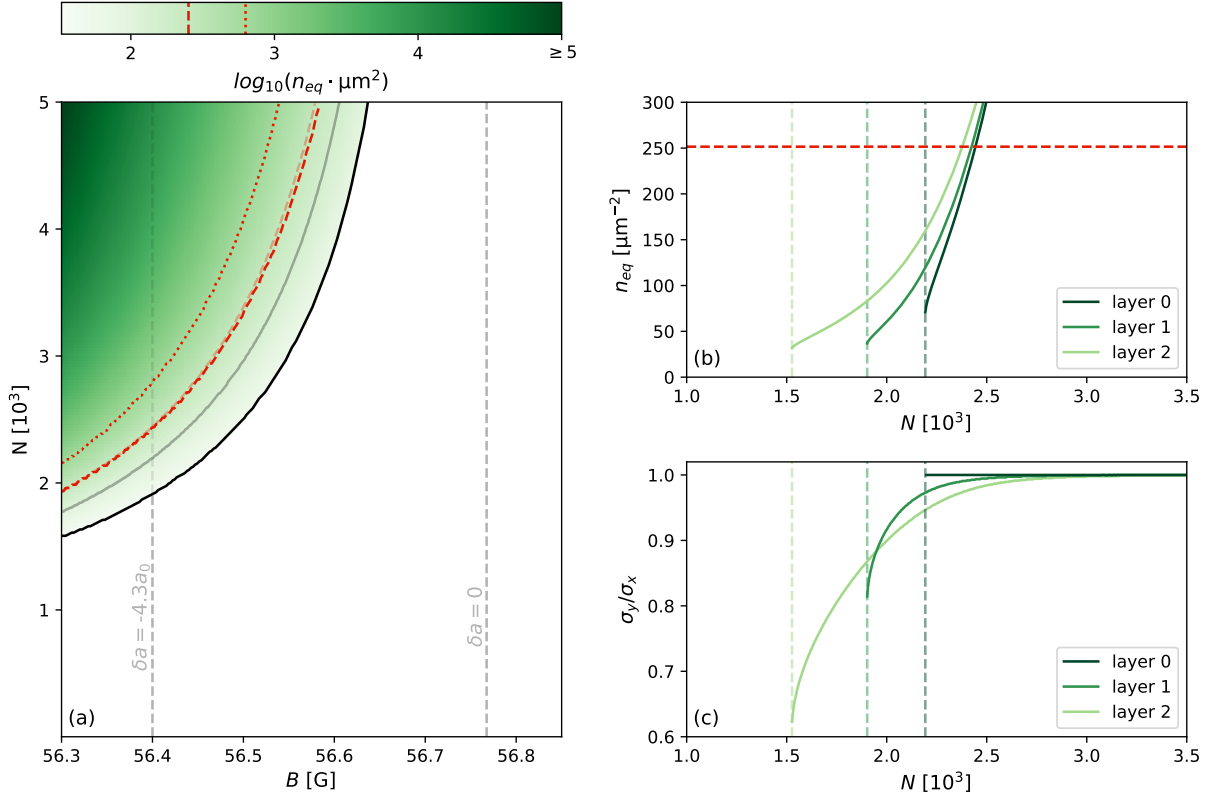 2 3 4 ≥5
log₁₀(n_eq · μm²)
5
4
3
2
1
N [10³]
δa = -4.3a₀
δa = 0
(a)
56.3 56.4 56.5 56.6 56.7 56.8
B [G]
300
250
200
150
100
50
0
n_eq [μm⁻²]
layer 0
layer 1
layer 2
(b)
1.0 1.5 2.0 2.5 3.0 3.5
N [10³]
1.0
0.9
0.8
0.7
0.6
σ_y/σ_x
layer 0
layer 1
layer 2
(c)
1.0 1.5 2.0 2.5 3.0 3.5
N [10³]